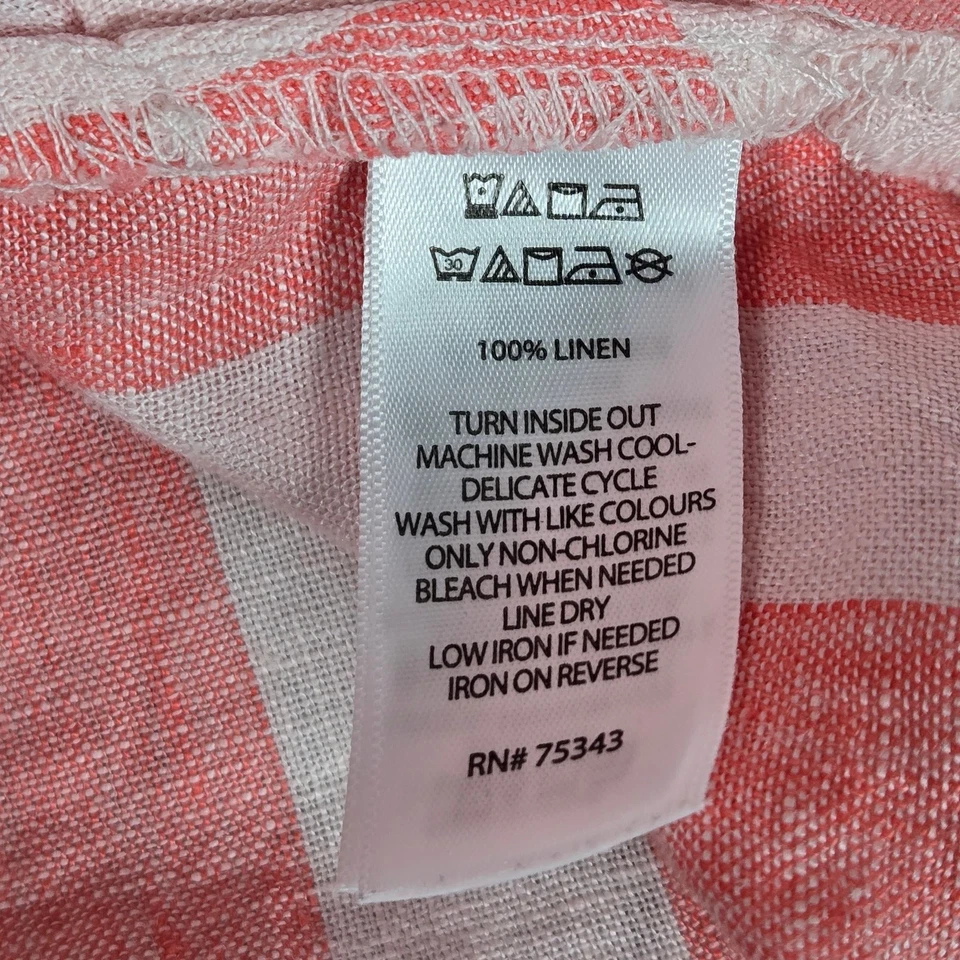 30
100% LINEN
TURN INSIDE OUT
MACHINE WASH COOL-
DELICATE CYCLE
WASH WITH LIKE COLOURS
ONLY NON-CHLORINE
BLEACH WHEN NEEDED
LINE DRY
LOW IRON IF NEEDED
IRON ON REVERSE
RN# 75343